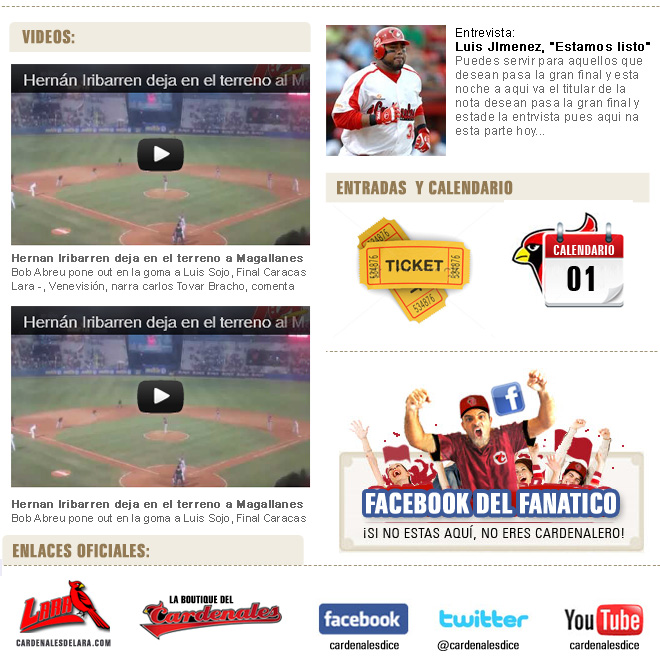 VIDEOS:
Hernán Iribarren deja en el terreno al M
Hernan Iribarren deja en el terreno a Magallanes
Bob Abreu pone out en la goma a Luis Sojo, Final Caracas
Lara -, Venevisión, narra carlos Tovar Bracho, comenta
Hernán Iribarren deja en el terreno al M
Hernan Iribarren deja en el terreno a Magallanes
Bob Abreu pone out en la goma a Luis Sojo, Final Caracas
Entrevista:
Luis JImenez, "Estamos listo"
Puedes servir para aquellos que
desean pasa la gran final y esta
noche a aqui va el titular de la
nota desean pasa la gran final y
estade la entrvista pues aqui na
esta parte hoy...
ENTRADAS Y CALENDARIO
534876
TICKET
534876
534876
534876
CALENDARIO
01
f
FACEBOOK DEL FANATICO
¡SI NO ESTAS AQUÍ, NO ERES CARDENALERO!
ENLACES OFICIALES:
LARA
CARDENALESDELARA.COM
LA BOUTIQUE DEL
Cardenales
facebook
cardenalesdice
twitter
@cardenalesdice
YouTube
cardenalesdice